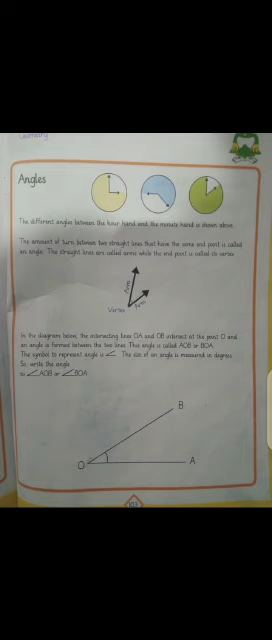 Geometry
Angles
The different angles between the hour hand and the minute hand is shown above.
The amount of turn between two straight lines that have the same end point is called
an angle. The straight lines are called arms while the end point is called its vertex
Arm
Arm
Vertex
In the diagram below, the intersecting lines OA and OB intersect at the point O and
an angle is formed between the two lines. This angle is called AOB or BOA.
The symbol to represent angle is ∠. The size of an angle is measured in degrees.
So, write the angle
as ∠AOB or ∠BOA
B
O
A
103